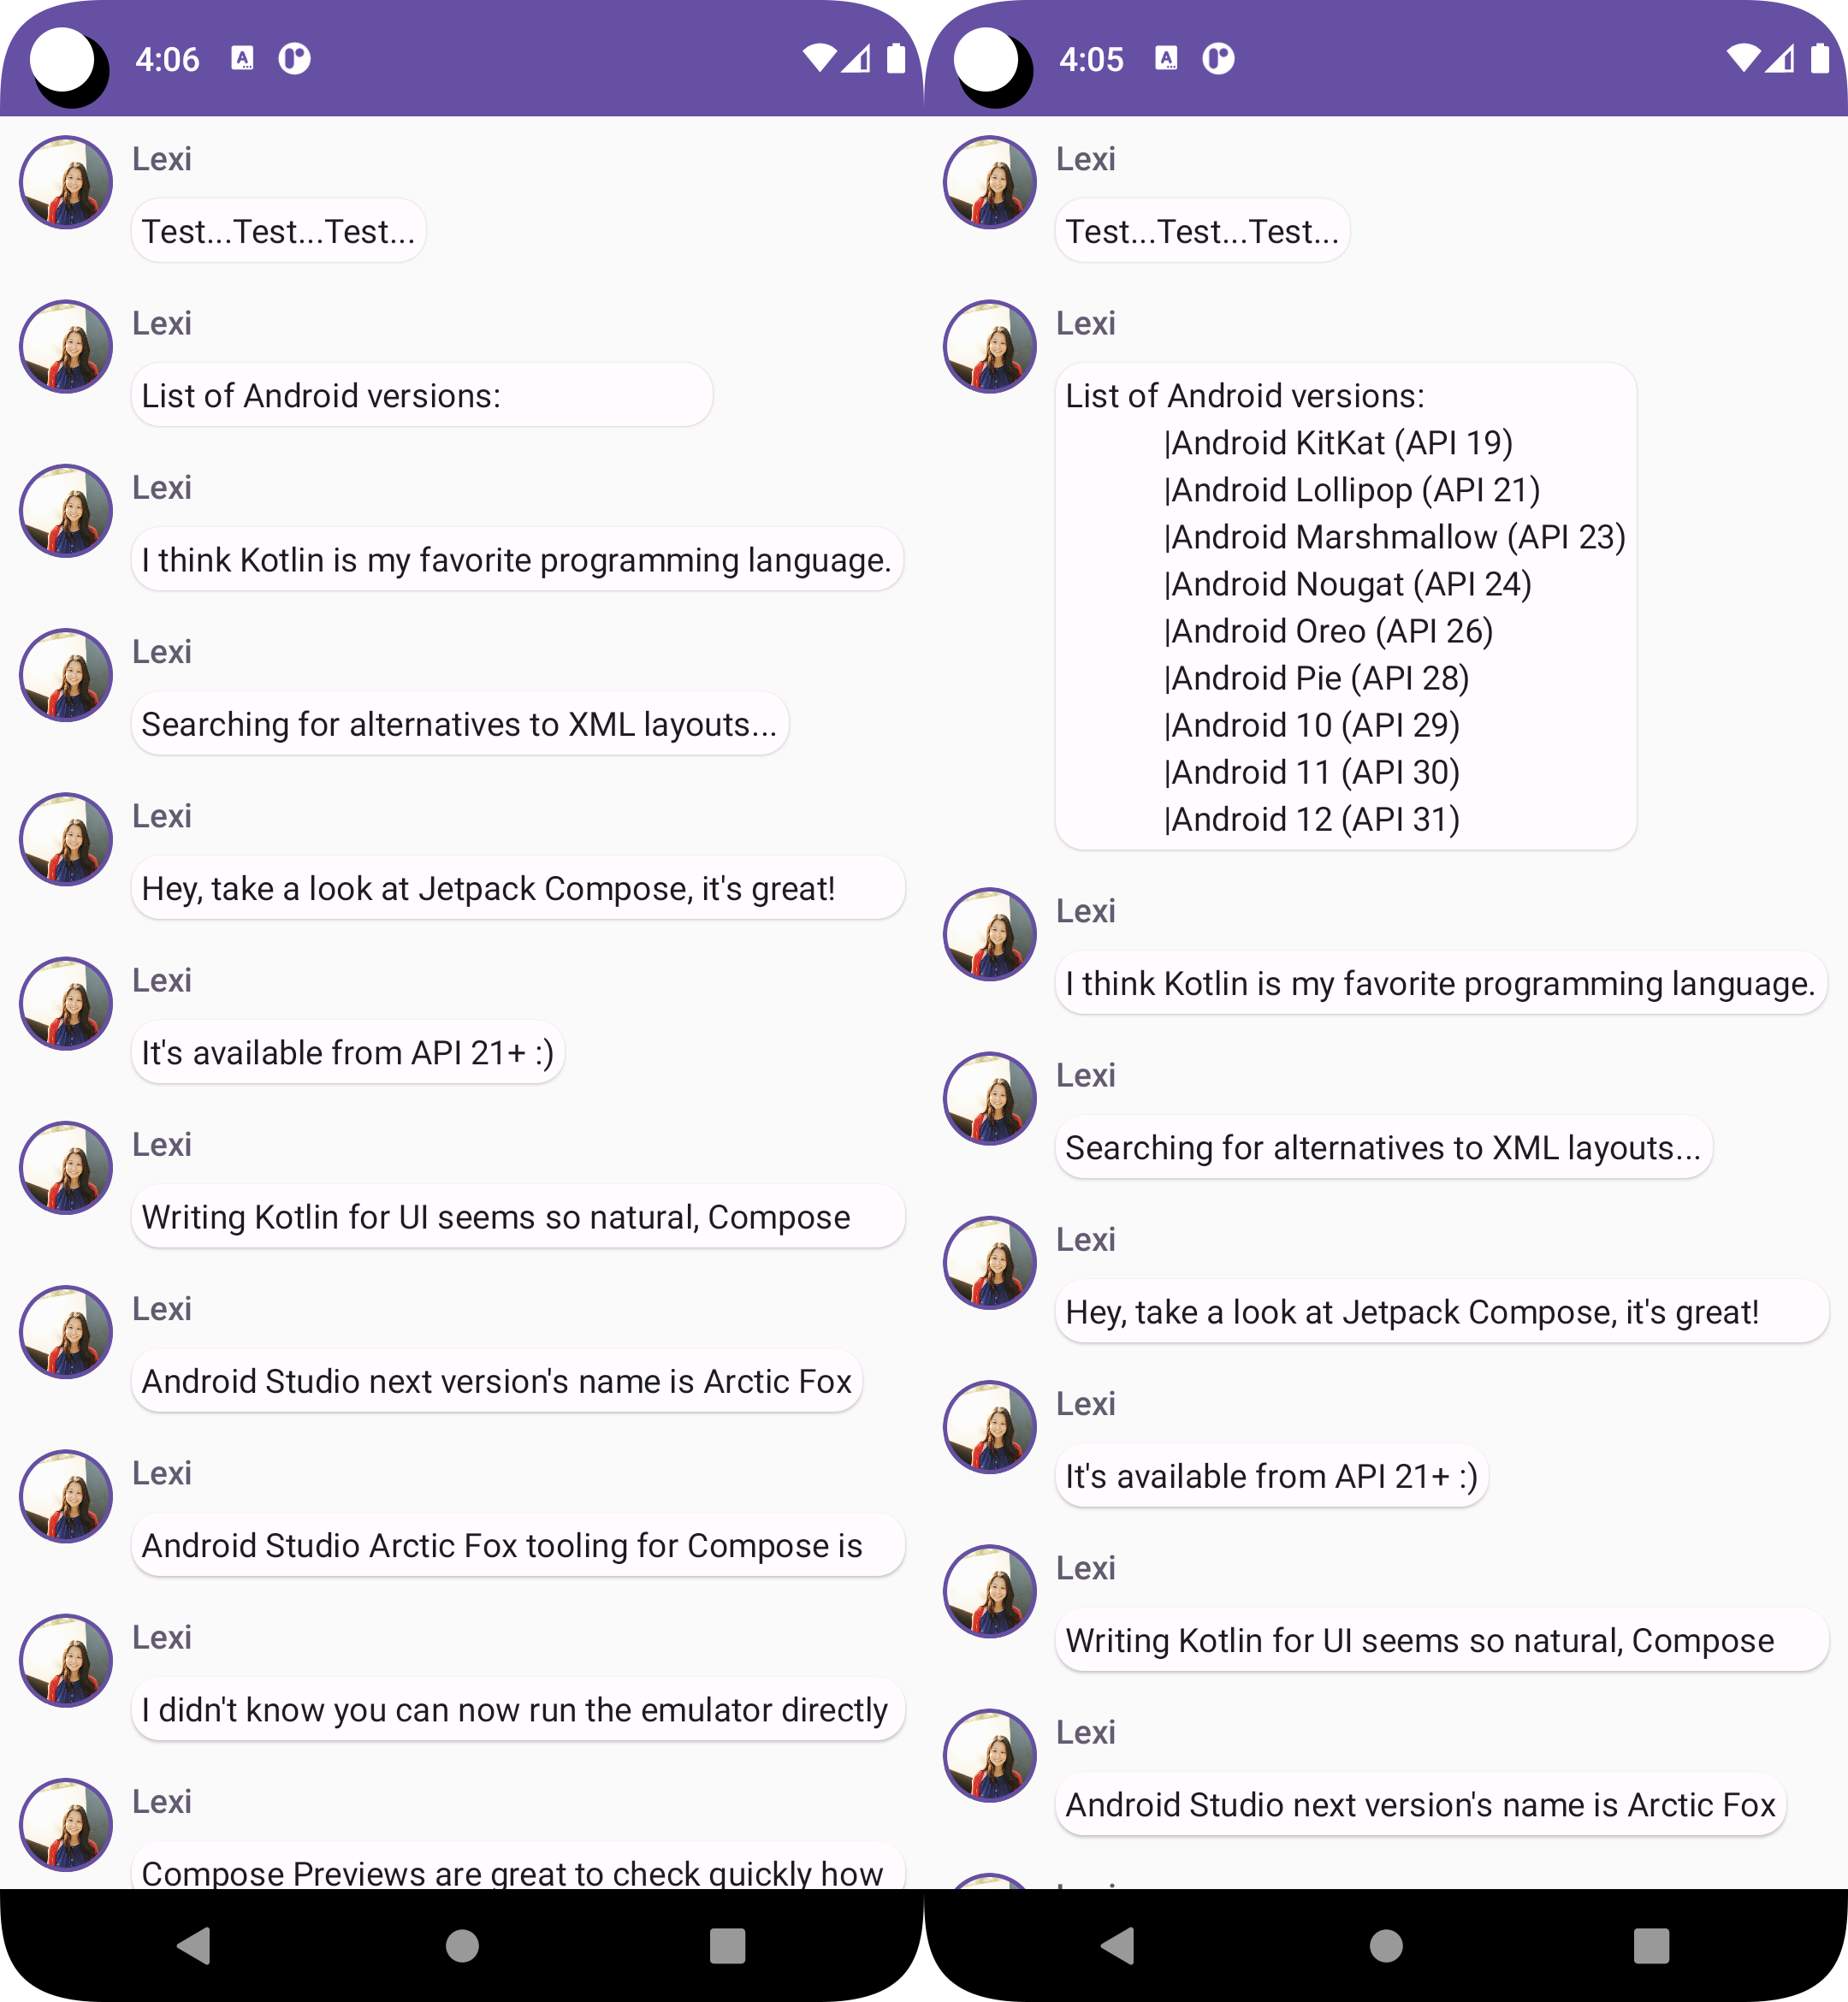 4:06
Lexi
Test...Test...Test...
Lexi
List of Android versions:
Lexi
I think Kotlin is my favorite programming language.
Lexi
Searching for alternatives to XML layouts...
Lexi
Hey, take a look at Jetpack Compose, it's great!
Lexi
It's available from API 21+ :)
Lexi
Writing Kotlin for UI seems so natural, Compose
Lexi
Android Studio next version's name is Arctic Fox
Lexi
Android Studio Arctic Fox tooling for Compose is
Lexi
I didn't know you can now run the emulator directly
Lexi
Compose Previews are great to check quickly how
4:05
Lexi
Test...Test...Test...
Lexi
List of Android versions:
|Android KitKat (API 19)
|Android Lollipop (API 21)
|Android Marshmallow (API 23)
|Android Nougat (API 24)
|Android Oreo (API 26)
|Android Pie (API 28)
|Android 10 (API 29)
|Android 11 (API 30)
|Android 12 (API 31)
Lexi
I think Kotlin is my favorite programming language.
Lexi
Searching for alternatives to XML layouts...
Lexi
Hey, take a look at Jetpack Compose, it's great!
Lexi
It's available from API 21+ :)
Lexi
Writing Kotlin for UI seems so natural, Compose
Lexi
Android Studio next version's name is Arctic Fox